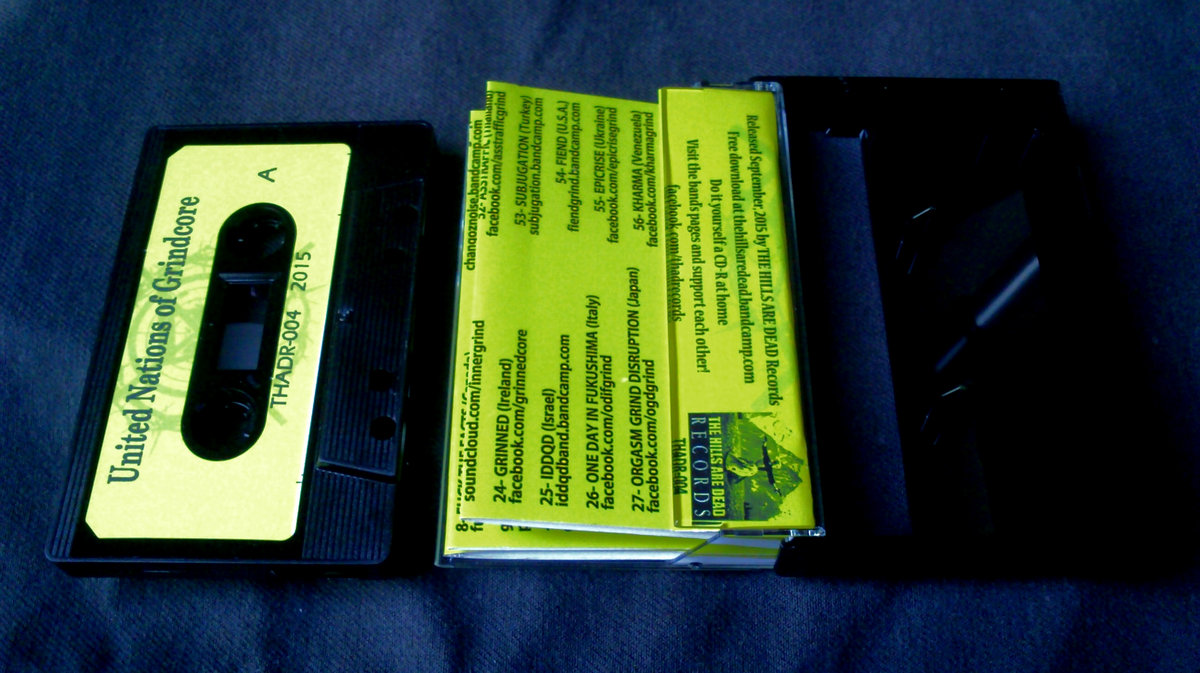 United Nations of Grindcore
A
THADR-004 2015
changoznoise.bandcamp.com
facebook.com/asstrafficgrind
53- SUBJUGATION (Turkey)
subjugation.bandcamp.com
54- FIEND (U.S.A.)
fiendgrind.bandcamp.com
55- EPICRISE (Ukraine)
facebook.com/epicrisegrind
56- KHARMA (Venezuela)
facebook.com/kharmagrind
soundcloud.com/innergrind
24- GRINNED (Ireland)
facebook.com/grinnedcore
25- IDDQD (Israel)
iddqdband.bandcamp.com
26- ONE DAY IN FUKUSHIMA (Italy)
facebook.com/odifgrind
27- ORGASM GRIND DISRUPTION (Japan)
facebook.com/ogdgrind
Released September, 2015 by THE HILLS ARE DEAD Records
Free download at thehillsaredead.bandcamp.com
Do it yourself a CD-R at home
Visit the bands pages and support each other!
facebook.com/thadrecords
THE HILLS ARE DEAD
RECORDS
THADR-004